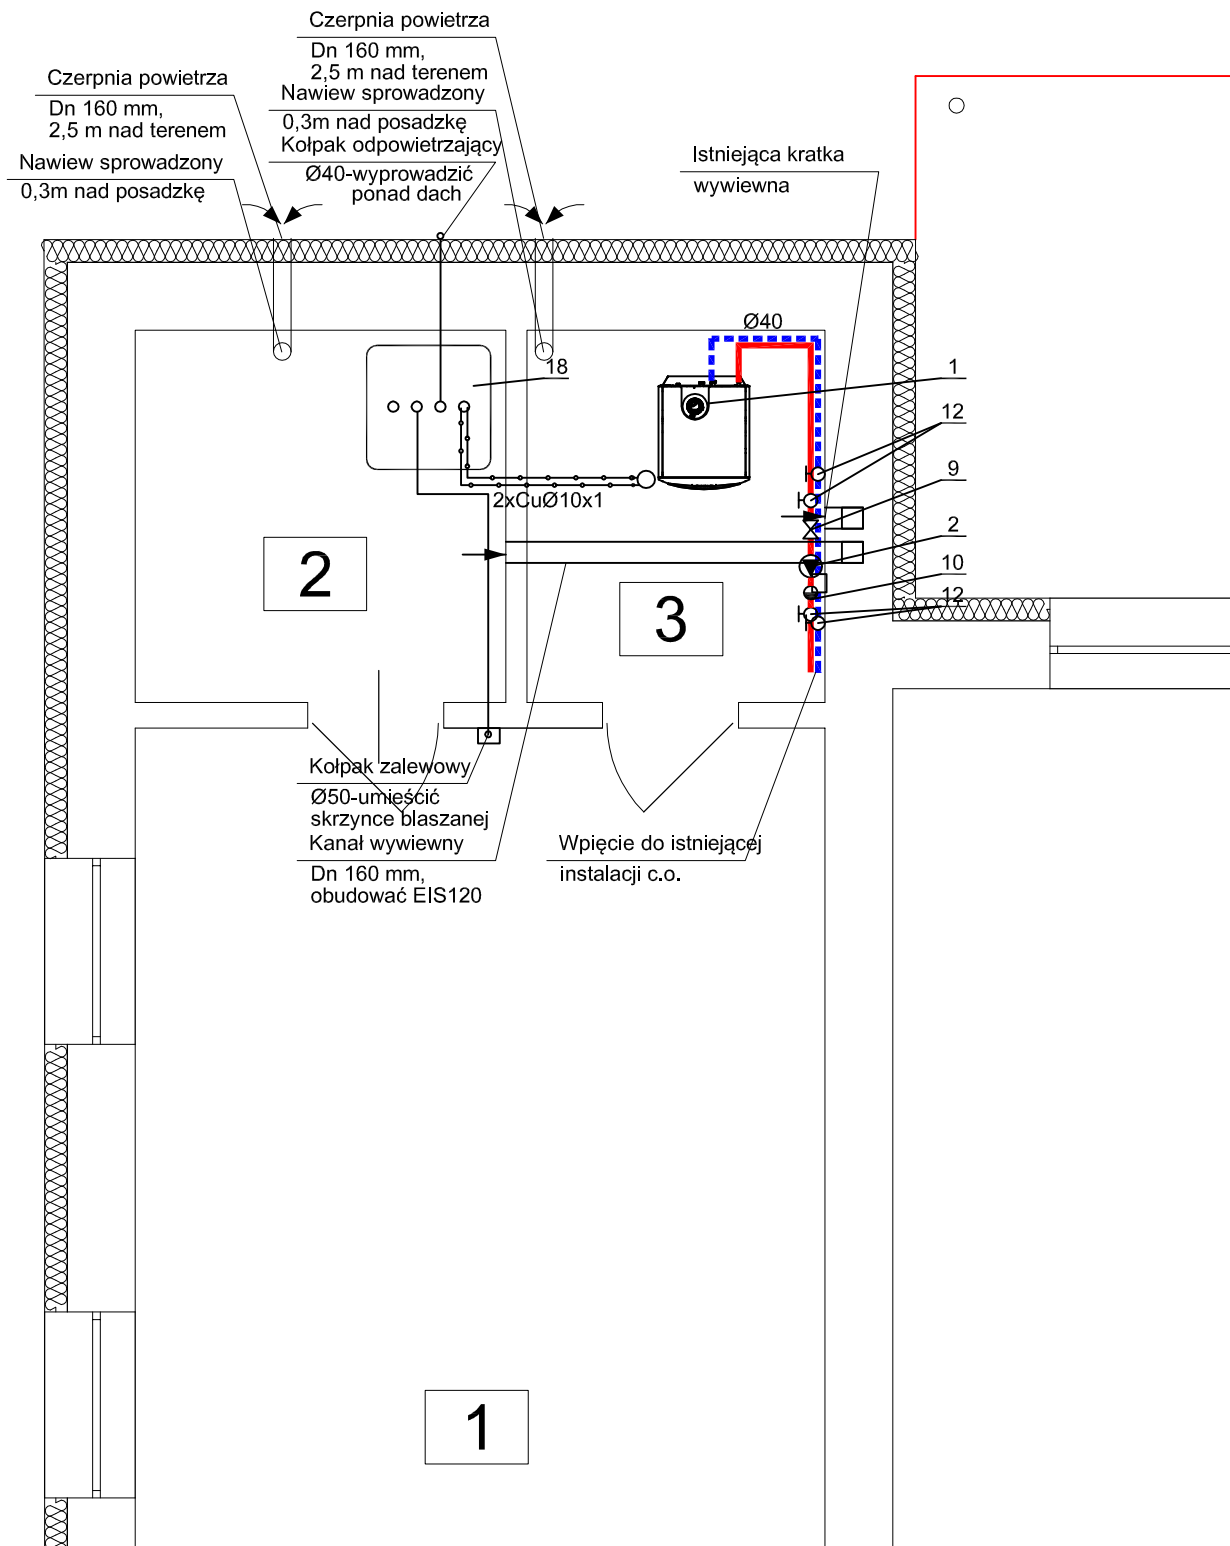 Czerpnia powietrza
Dn 160 mm,
2,5 m nad terenem
Nawiew sprowadzony
0,3m nad posadzkę
Czerpnia powietrza
Dn 160 mm,
2,5 m nad terenem
Nawiew sprowadzony
0,3m nad posadzkę
Kołpak odpowietrzający
Ø40-wyprowadzić
ponad dach
Istniejąca kratka
wywiewna
Ø40
18
1
12
9
2
10
12
2xCuØ10x1
2
3
Kołpak zalewowy
Ø50-umieścić
skrzynce blaszanej
Kanał wywiewny
Dn 160 mm,
obudować EIS120
Wpięcie do istniejącej
instalacji c.o.
1